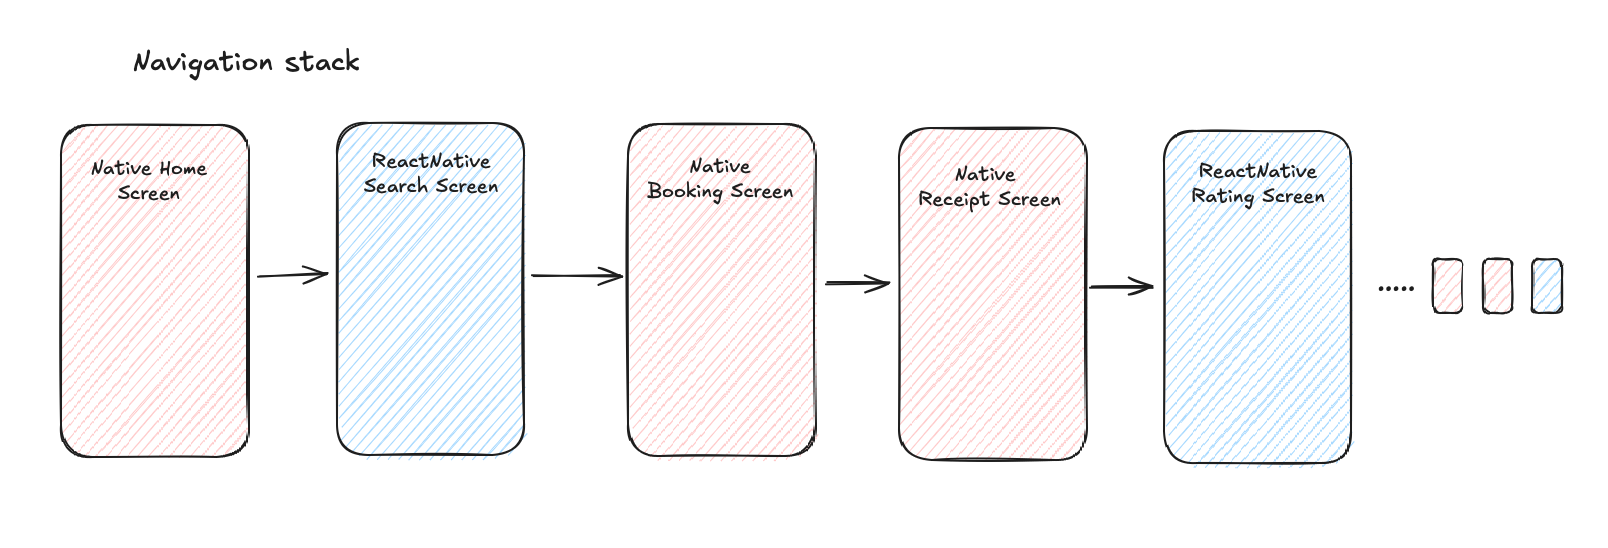 Navigation stack
Native Home
Screen
ReactNative
Search Screen
Native
Booking Screen
Native
Receipt Screen
ReactNative
Rating Screen
.....